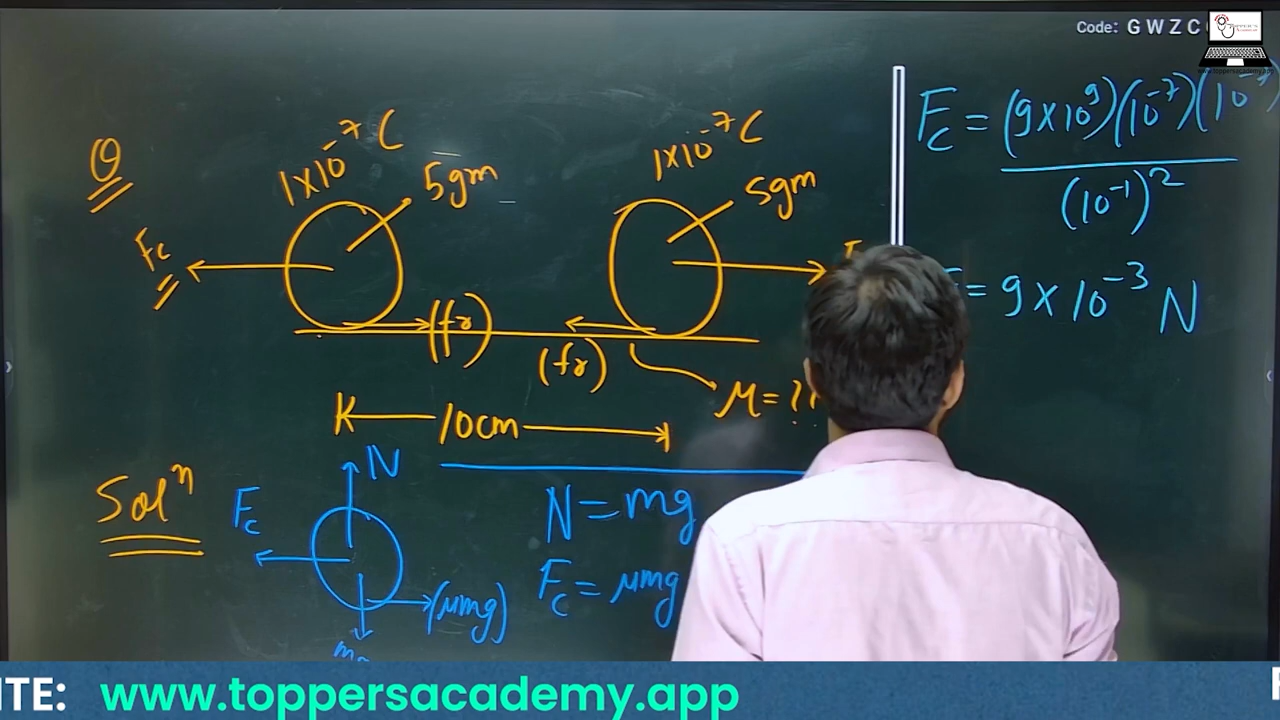 Code: G W Z C
Q
1×10⁻⁷ C
5gm
1×10⁻⁷ C
5gm
Fc
(fr)
(fr)
μ = ??
10cm
Fc = (9×10⁹)(10⁻⁷)(10⁻⁷)
(10⁻¹)²
= 9 × 10⁻³ N
Solⁿ
Fc
N
(μmg)
N = mg
Fc = μmg
ITE: www.toppersacademy.app